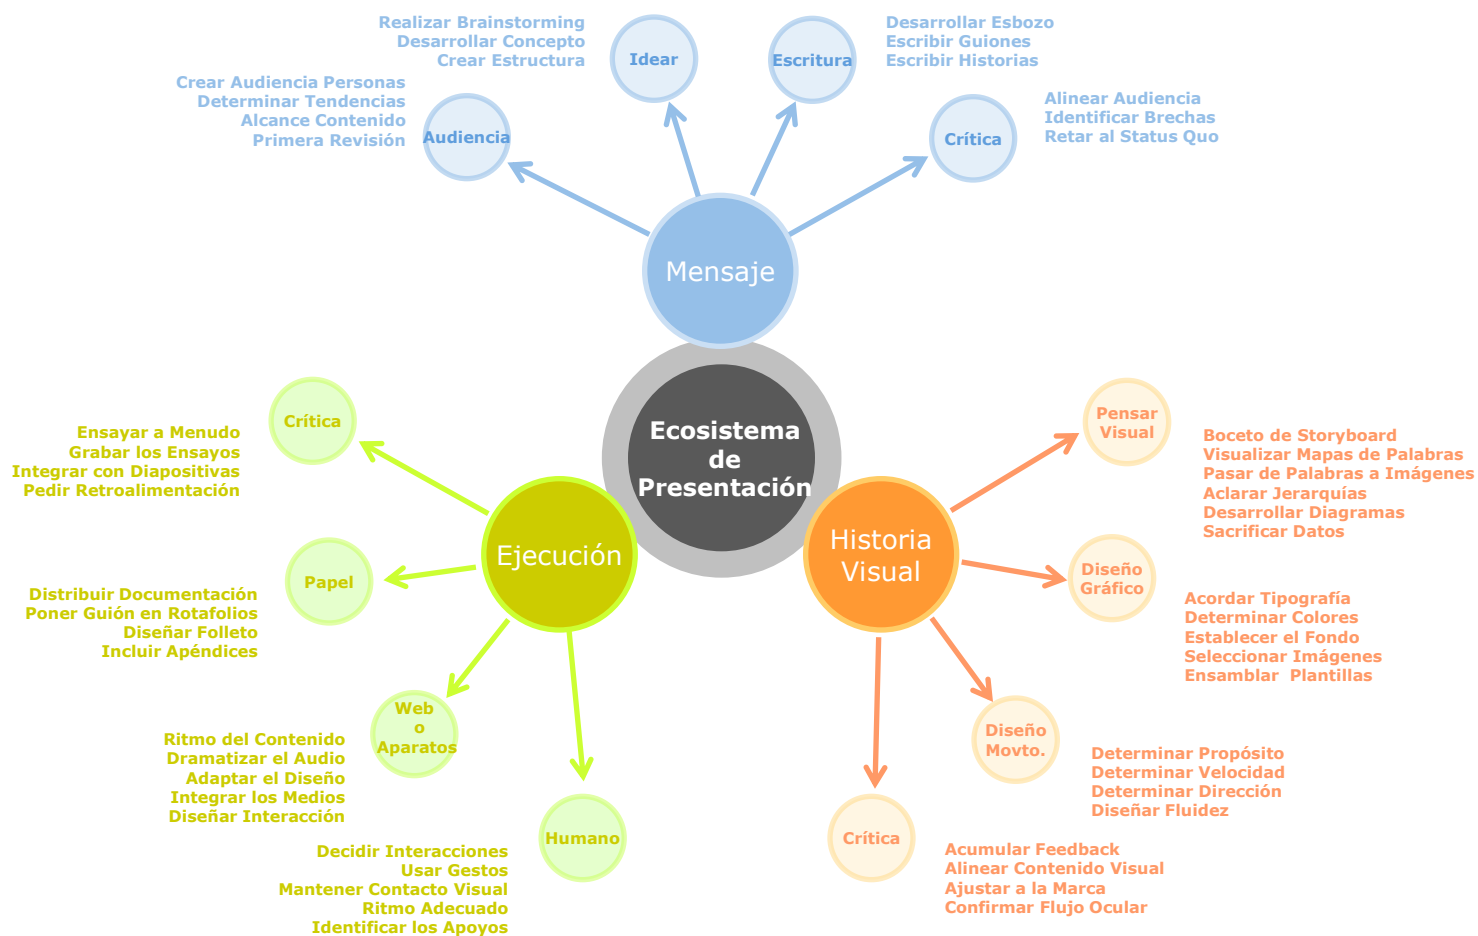 Realizar Brainstorming
Desarrollar Concepto
Crear Estructura
Idear
Escritura
Desarrollar Esbozo
Escribir Guiones
Escribir Historias
Crear Audiencia Personas
Determinar Tendencias
Alcance Contenido
Primera Revisión
Audiencia
Crítica
Alinear Audiencia
Identificar Brechas
Retar al Status Quo
Mensaje
Ecosistema
de
Presentación
Crítica
Ensayar a Menudo
Grabar los Ensayos
Integrar con Diapositivas
Pedir Retroalimentación
Pensar
Visual
Boceto de Storyboard
Visualizar Mapas de Palabras
Pasar de Palabras a Imágenes
Aclarar Jerarquías
Desarrollar Diagramas
Sacrificar Datos
Ejecución
Historia
Visual
Papel
Distribuir Documentación
Poner Guión en Rotafolios
Diseñar Folleto
Incluir Apéndices
Diseño
Gráfico
Acordar Tipografía
Determinar Colores
Establecer el Fondo
Seleccionar Imágenes
Ensamblar  Plantillas
Web
o
Aparatos
Ritmo del Contenido
Dramatizar el Audio
Adaptar el Diseño
Integrar los Medios
Diseñar Interacción
Diseño
Movto.
Determinar Propósito
Determinar Velocidad
Determinar Dirección
Diseñar Fluidez
Humano
Decidir Interacciones
Usar Gestos
Mantener Contacto Visual
Ritmo Adecuado
Identificar los Apoyos
Crítica
Acumular Feedback
Alinear Contenido Visual
Ajustar a la Marca
Confirmar Flujo Ocular